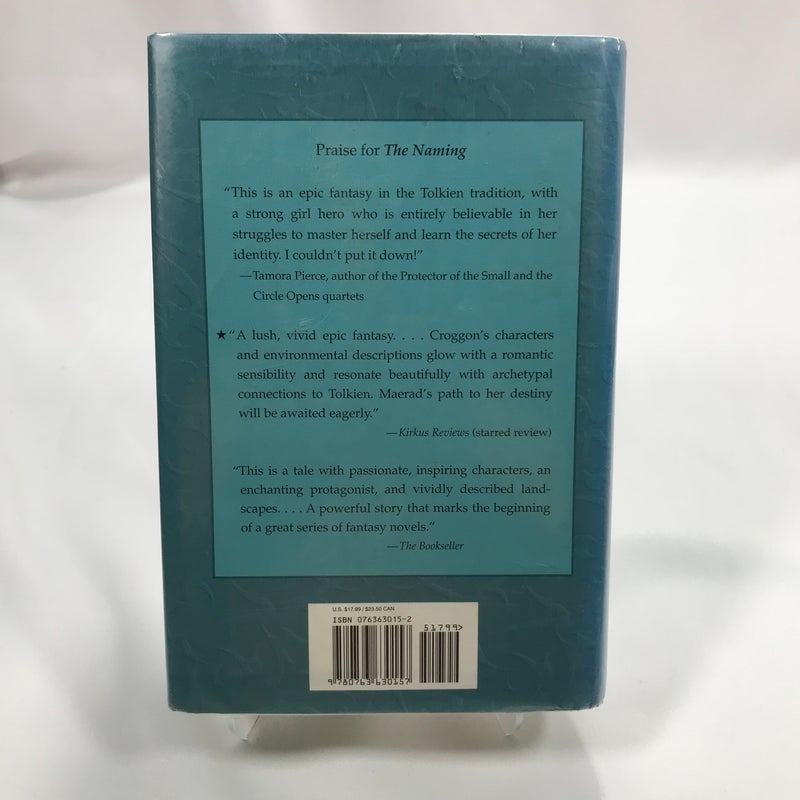 Praise for The Naming
“This is an epic fantasy in the Tolkien tradition, with
a strong girl hero who is entirely believable in her
struggles to master herself and learn the secrets of her
identity. I couldn’t put it down!”
—Tamora Pierce, author of the Protector of the Small and the
Circle Opens quartets
★“A lush, vivid epic fantasy. . . . Croggon’s characters
and environmental descriptions glow with a romantic
sensibility and resonate beautifully with archetypal
connections to Tolkien. Maerad’s path to her destiny
will be awaited eagerly.”
—Kirkus Reviews (starred review)
“This is a tale with passionate, inspiring characters, an
enchanting protagonist, and vividly described land-
scapes. . . . A powerful story that marks the beginning
of a great series of fantasy novels.”
—The Bookseller
U.S. $17.99 / $23.50 CAN
ISBN 076363015-2
51799>
9 780763 630157